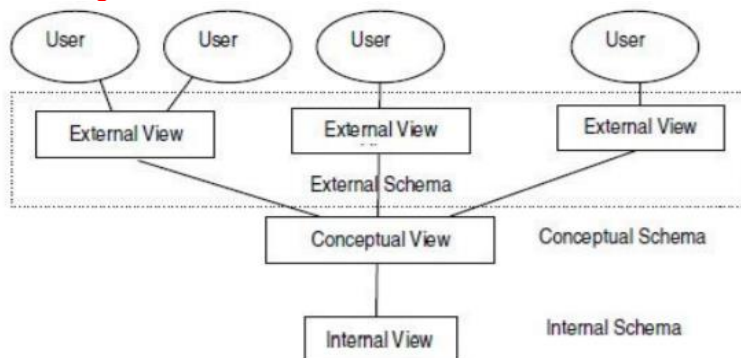 User User User User
External View External View External View
External Schema
Conceptual View Conceptual Schema
Internal View Internal Schema